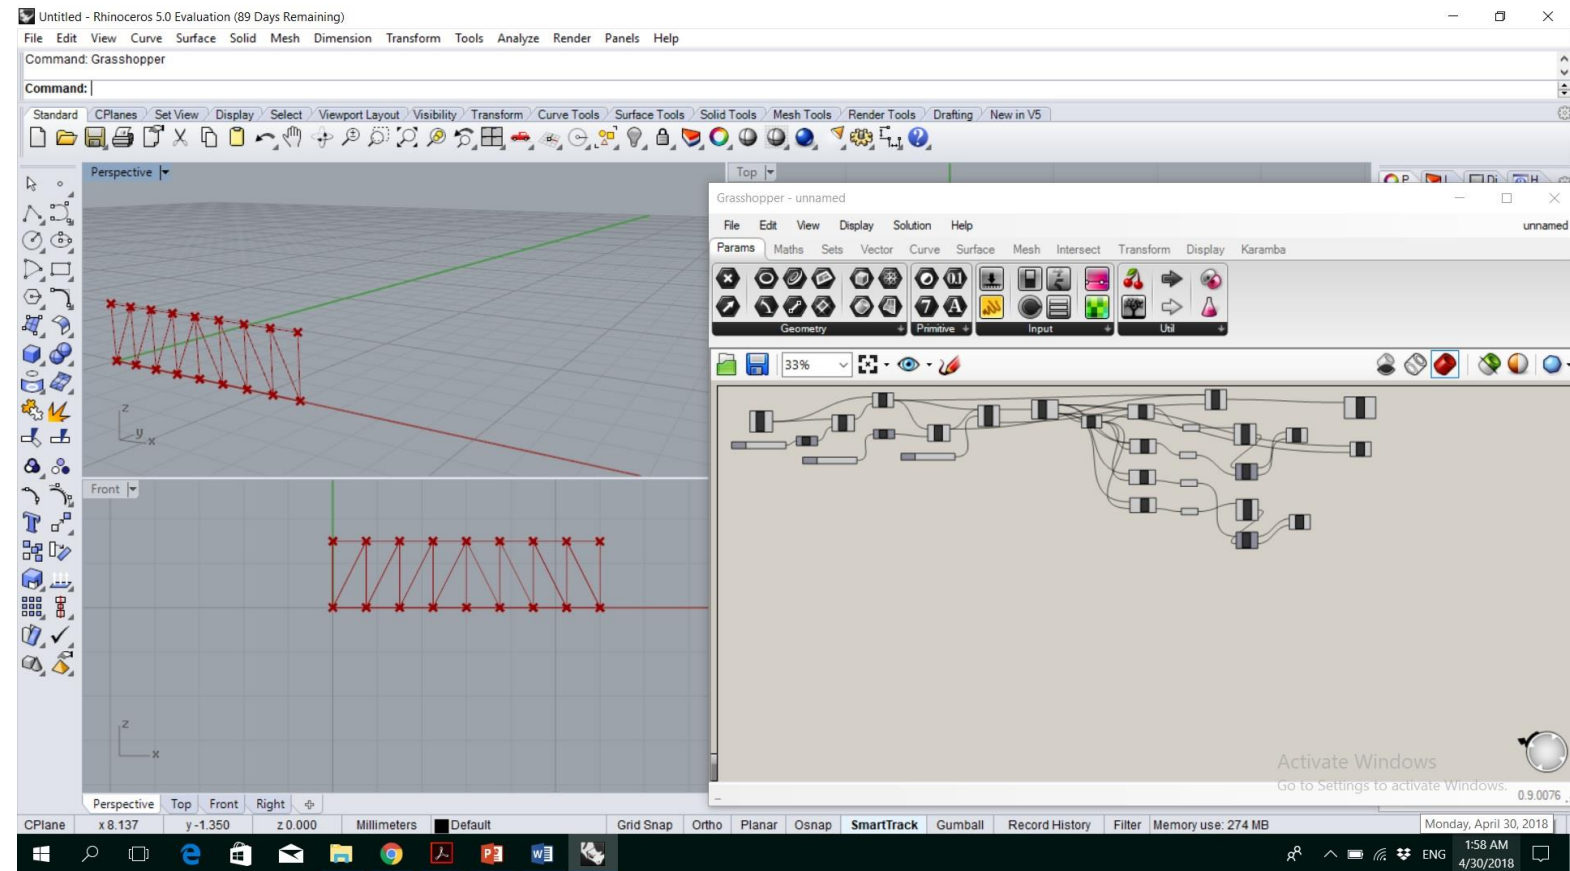 Untitled - Rhinoceros 5.0 Evaluation (89 Days Remaining)
File Edit View Curve Surface Solid Mesh Dimension Transform Tools Analyze Render Panels Help
Command: Grasshopper
Command:
Standard CPlanes Set View Display Select Viewport Layout Visibility Transform Curve Tools Surface Tools Solid Tools Mesh Tools Render Tools Drafting New in V5
Perspective
Top
Grasshopper - unnamed
File Edit View Display Solution Help unnamed
Params Maths Sets Vector Curve Surface Mesh Intersect Transform Display Karamba
Geometry + Primitive + Input + Util +
33%
z
y
x
Front
z
x
Activate Windows
Go to Settings to activate Windows.
0.9.0076
Perspective Top Front Right
CPlane x 8.137 y -1.350 z 0.000 Millimeters Default Grid Snap Ortho Planar Osnap SmartTrack Gumball Record History Filter Memory use: 274 MB
Monday, April 30, 2018
ENG
1:58 AM
4/30/2018